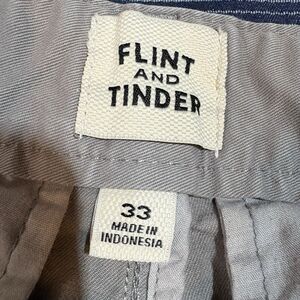 FLINT
AND
TINDER
33
MADE IN
INDONESIA